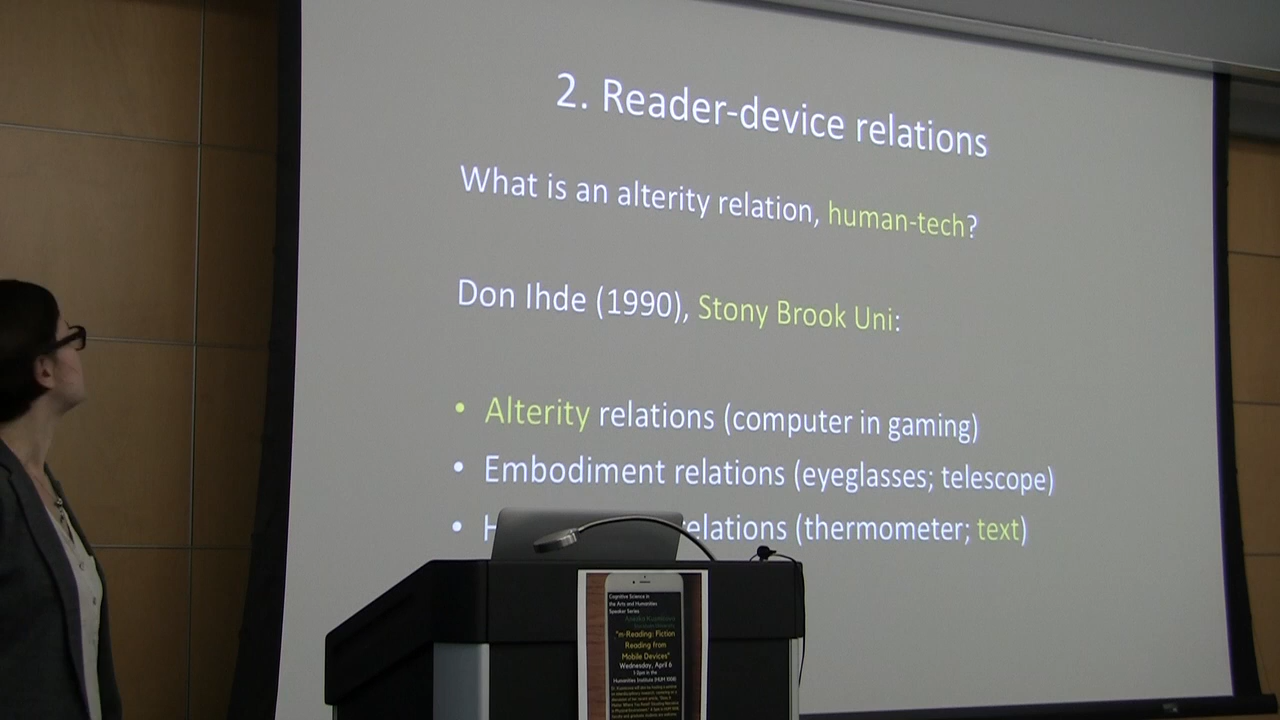 2. Reader-device relations
What is an alterity relation, human-tech?
Don Ihde (1990), Stony Brook Uni:
• Alterity relations (computer in gaming)
• Embodiment relations (eyeglasses; telescope)
• relations (thermometer; text)
Cognitive Science in
the Arts and Humanities
Speaker Series
"m-Reading: Fiction
Reading from
Mobile Devices"
Wednesday, April 6
Humanities Institute